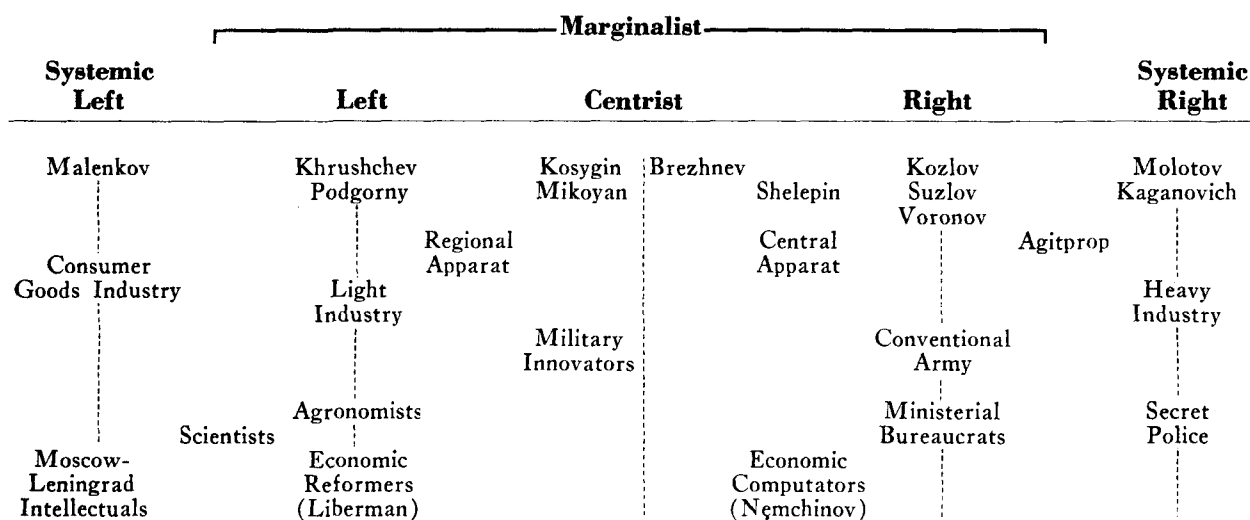 Marginalist
Systemic Left Left Centrist Right Systemic Right
Malenkov Khrushchev Kosygin Brezhnev Kozlov Molotov
Podgorny Mikoyan Shelepin Suzlov Kaganovich
Voronov
Regional Apparat Central Apparat Agitprop
Consumer Goods Industry Light Industry Heavy Industry
Military Innovators Conventional Army
Agronomists Ministerial Bureaucrats Secret Police
Scientists
Moscow-Leningrad Intellectuals Economic Reformers (Liberman) Economic Computators (Nemchinov)